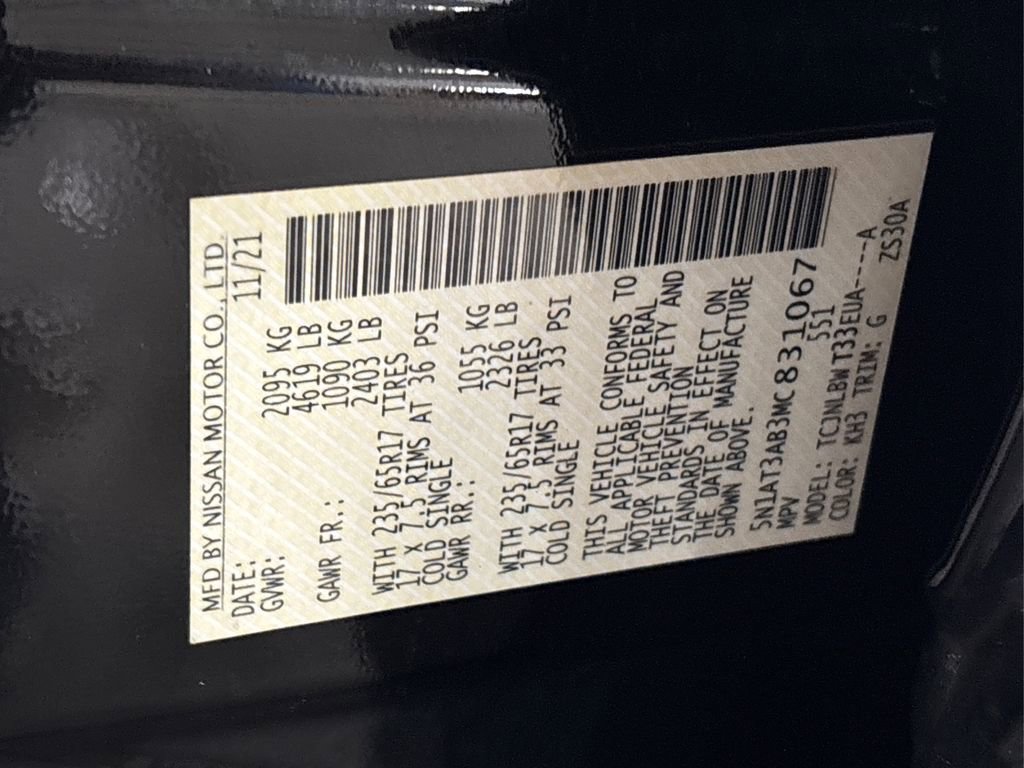 MFD BY NISSAN MOTOR CO., LTD.
DATE: 11/21
GVWR: 2095 KG
4619 LB
GAWR FR.: 1090 KG
2403 LB
WITH 235/65R17 TIRES
17 X 7.5 RIMS AT 36 PSI
COLD SINGLE
GAWR RR.: 1055 KG
2326 LB
WITH 235/65R17 TIRES
17 X 7.5 RIMS AT 33 PSI
COLD SINGLE
THIS VEHICLE CONFORMS TO
ALL APPLICABLE FEDERAL
MOTOR VEHICLE SAFETY AND
THEFT PREVENTION
STANDARDS IN EFFECT ON
THE DATE OF MANUFACTURE
SHOWN ABOVE.
5N1AT3AB3MC831067
MPV 551
MODEL: TCJNLBWT33EUA----A
COLOR: KH3 TRIM: G ZS30A